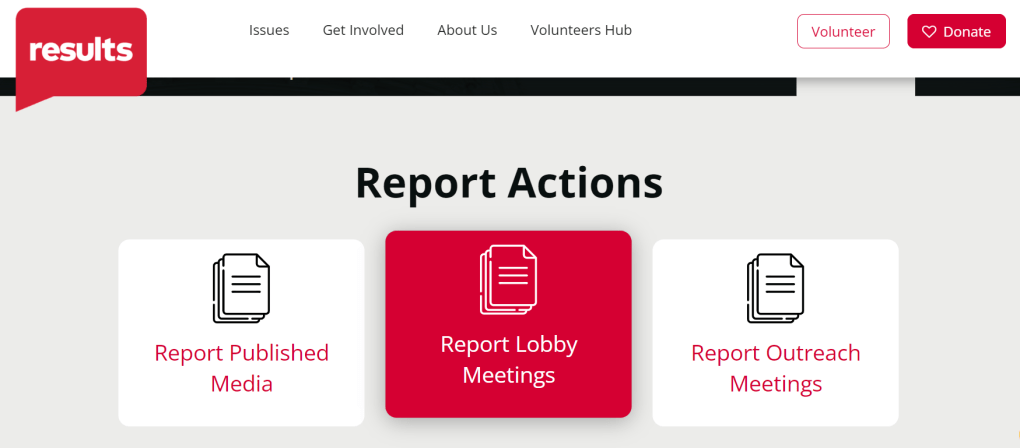 results
Issues
Get Involved
About Us
Volunteers Hub
Volunteer
Donate
Report Actions
Report Published
Media
Report Lobby
Meetings
Report Outreach
Meetings